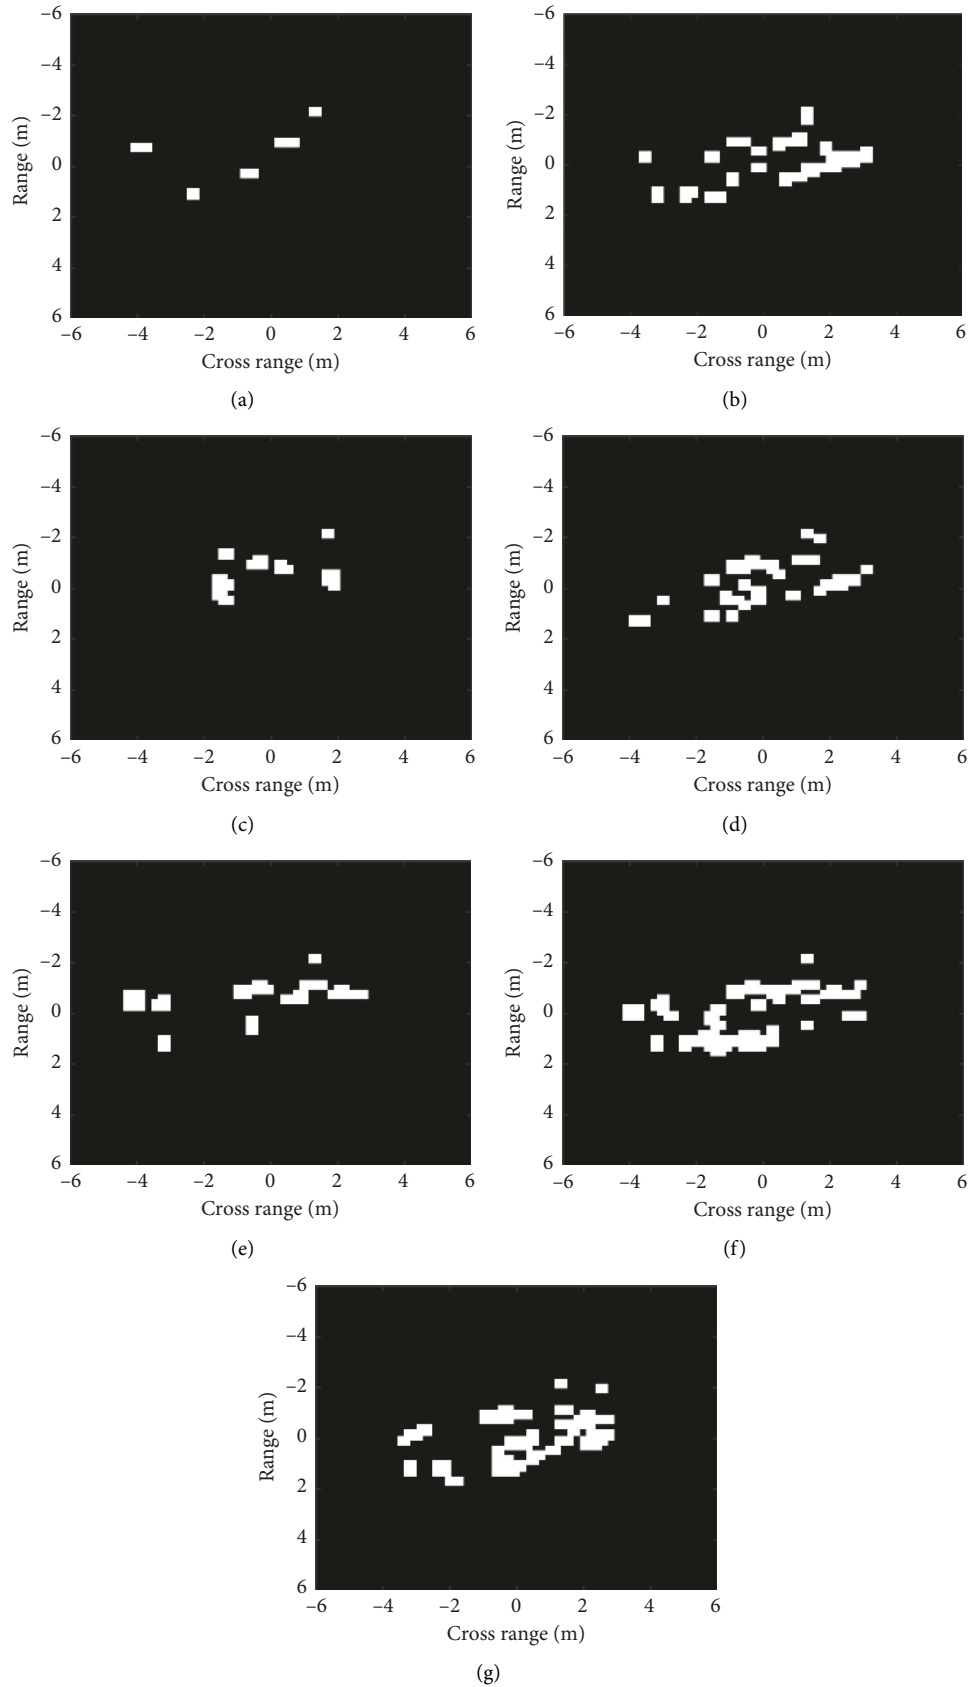 –6
–4
–2
0
2
4
6
Range (m)
–6 –4 –2 0 2 4 6
Cross range (m)
(a)
–6
–4
–2
0
2
4
6
Range (m)
–6 –4 –2 0 2 4 6
Cross range (m)
(b)
–6
–4
–2
0
2
4
6
Range (m)
–6 –4 –2 0 2 4 6
Cross range (m)
(c)
–6
–4
–2
0
2
4
6
Range (m)
–6 –4 –2 0 2 4 6
Cross range (m)
(d)
–6
–4
–2
0
2
4
6
Range (m)
–6 –4 –2 0 2 4 6
Cross range (m)
(e)
–6
–4
–2
0
2
4
6
Range (m)
–6 –4 –2 0 2 4 6
Cross range (m)
(f)
–6
–4
–2
0
2
4
6
Range (m)
–6 –4 –2 0 2 4 6
Cross range (m)
(g)